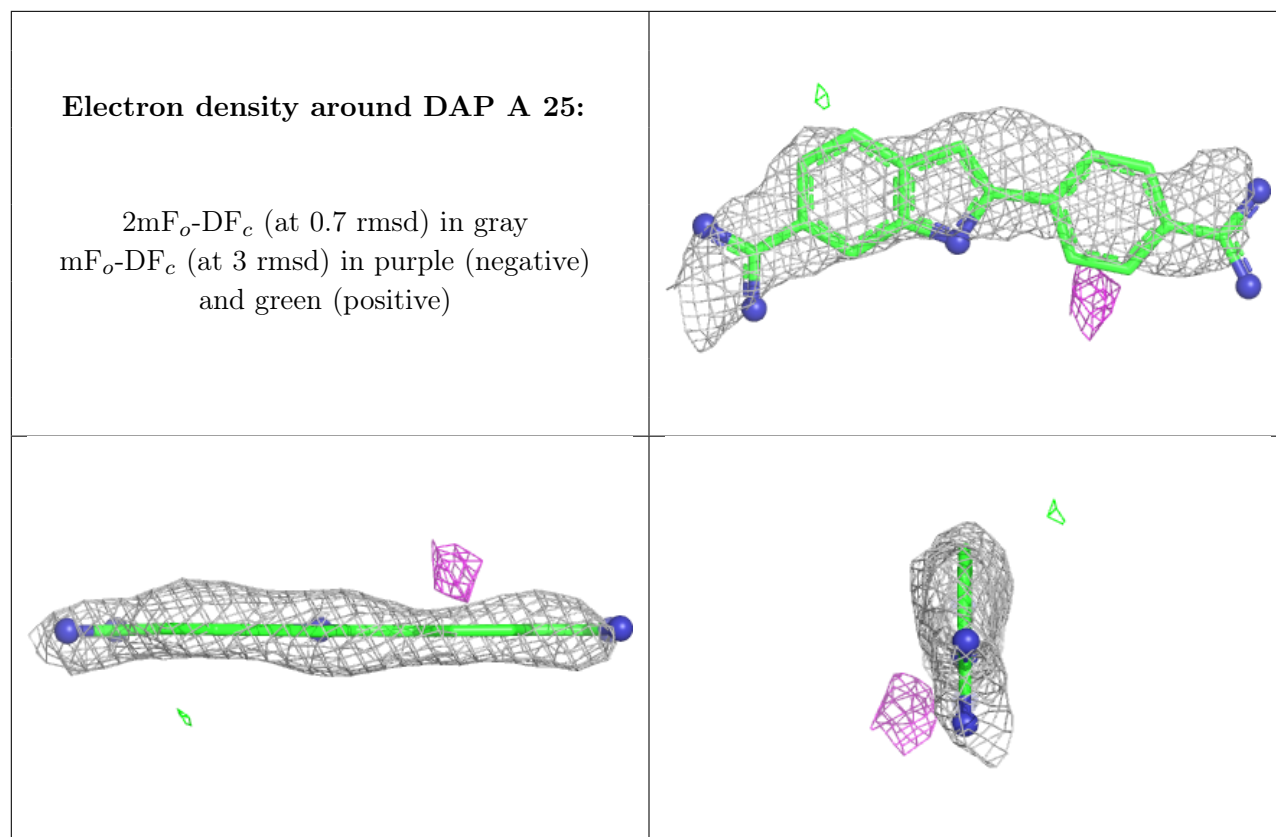 Electron density around DAP A 25:
2mFₒ-DF𝒸 (at 0.7 rmsd) in gray
mFₒ-DF𝒸 (at 3 rmsd) in purple (negative)
and green (positive)